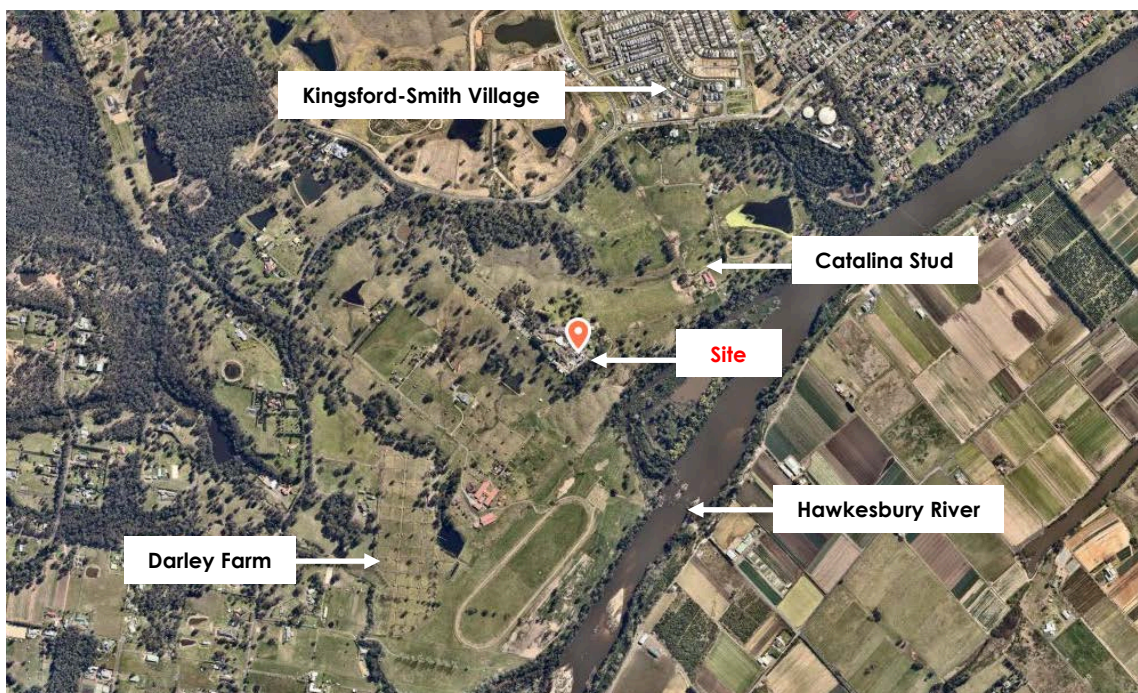 Kingsford-Smith Village
Catalina Stud
Site
Hawkesbury River
Darley Farm